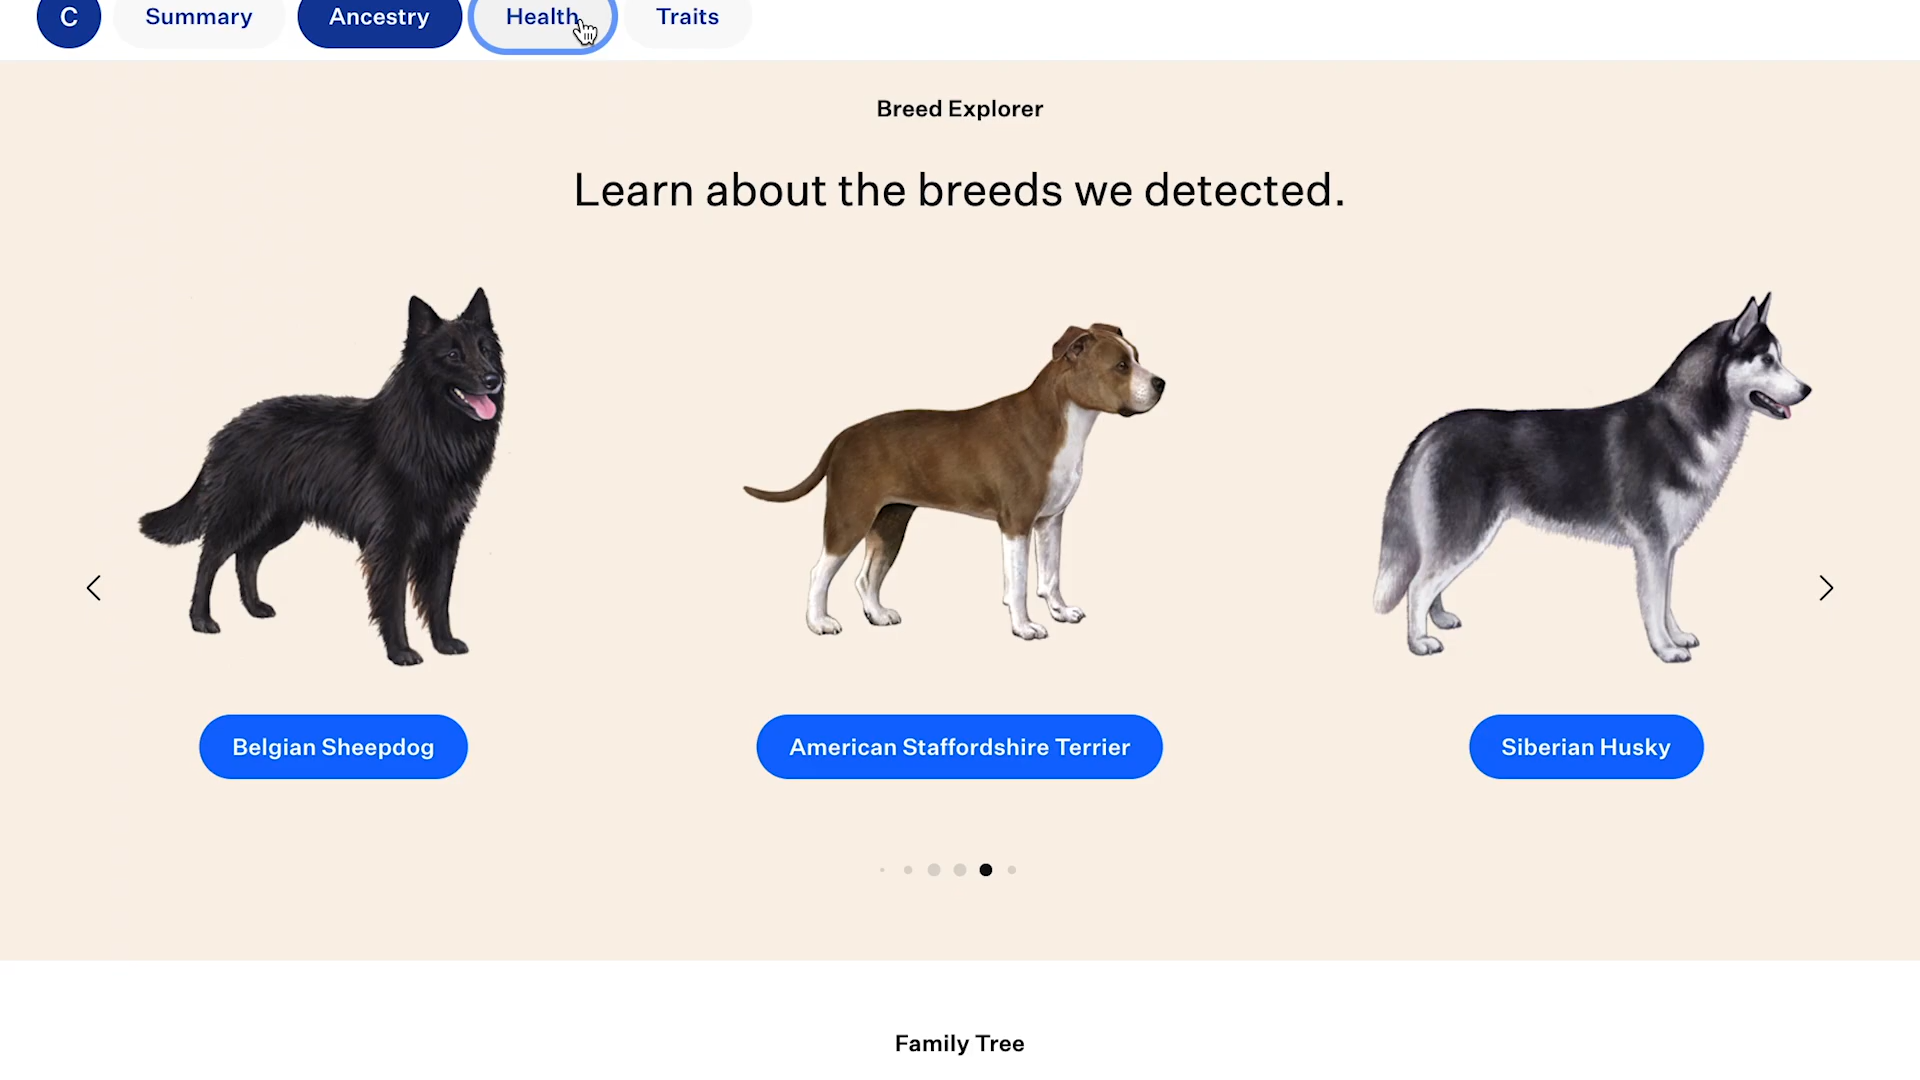 C
Summary
Ancestry
Health
Traits
Breed Explorer
Learn about the breeds we detected.
Belgian Sheepdog
American Staffordshire Terrier
Siberian Husky
Family Tree